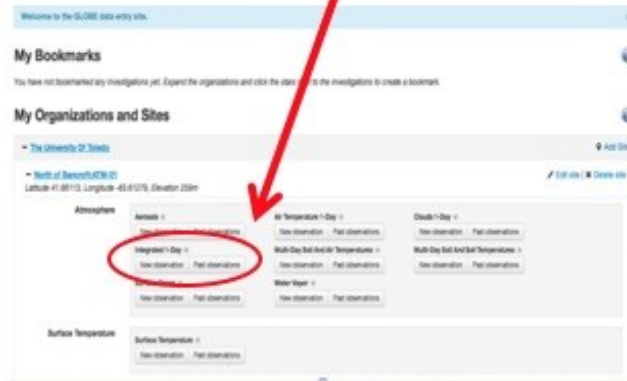 Welcome to the GLOBE data entry site.
My Bookmarks
You have not bookmarked any investigations yet. Expand the organizations and click the stars next to the investigations to create a bookmark.
My Organizations and Sites
The University Of Toledo
Add Site
North of Bancroft:ATM-01
Edit site | Delete site
Latitude 41.66113, Longitude
Elevation
Atmosphere
Aerosols Air Temperature 1-Day Clouds 1-Day
New observation Past observations New observation Past observations New observation Past observations
Integrated 1-Day Multi-Day Soil And Air Temperatures Multi-Day Soil And Soil Temperatures
New observation Past observations New observation Past observations New observation Past observations
Water Vapor
New observation Past observations New observation Past observations
Surface Temperature
Surface Temperature
New observation Past observations